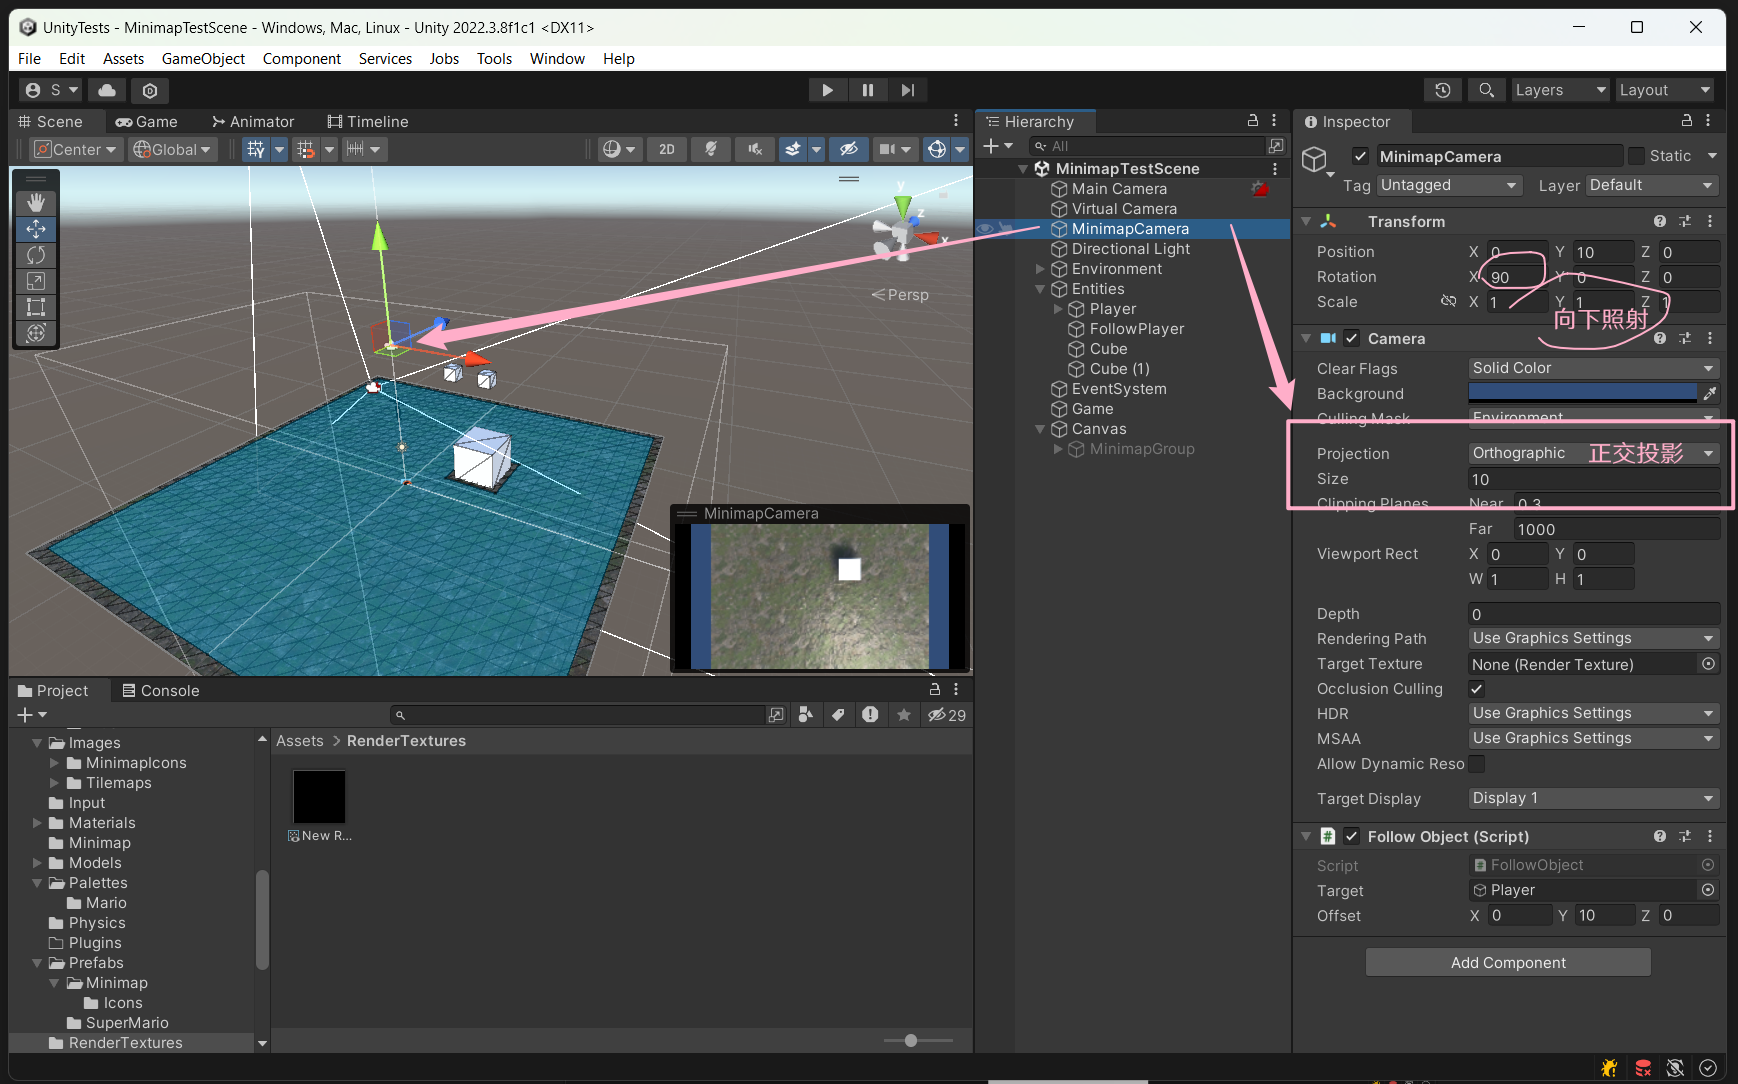 UnityTests - MinimapTestScene - Windows, Mac, Linux - Unity 2022.3.8f1c1 <DX11>
File Edit Assets GameObject Component Services Jobs Tools Window Help
S
Layers
Layout
Scene
Game
Animator
Timeline
Center
Global
2D
y
z
x
Persp
MinimapCamera
Hierarchy
All
MinimapTestScene
Main Camera
Virtual Camera
MinimapCamera
Directional Light
Environment
Entities
Player
FollowPlayer
Cube
Cube (1)
EventSystem
Game
Canvas
MinimapGroup
Inspector
MinimapCamera
Static
Tag Untagged
Layer Default
Transform
Position X 0 Y 10 Z 0
Rotation X 90 Y 0 Z 0
Scale X 1 Y 1 Z 1
向下照射
Camera
Clear Flags Solid Color
Background
Culling Mask Environment
Projection Orthographic 正交投影
Size 10
Clipping Planes Near 0.3
Far 1000
Viewport Rect X 0 Y 0
W 1 H 1
Depth 0
Rendering Path Use Graphics Settings
Target Texture None (Render Texture)
Occlusion Culling
HDR Use Graphics Settings
MSAA Use Graphics Settings
Allow Dynamic Reso
Target Display Display 1
Follow Object (Script)
Script FollowObject
Target Player
Offset X 0 Y 10 Z 0
Add Component
Project
Console
29
Images
MinimapIcons
Tilemaps
Input
Materials
Minimap
Models
Palettes
Mario
Physics
Plugins
Prefabs
Minimap
Icons
SuperMario
RenderTextures
Assets > RenderTextures
New R...